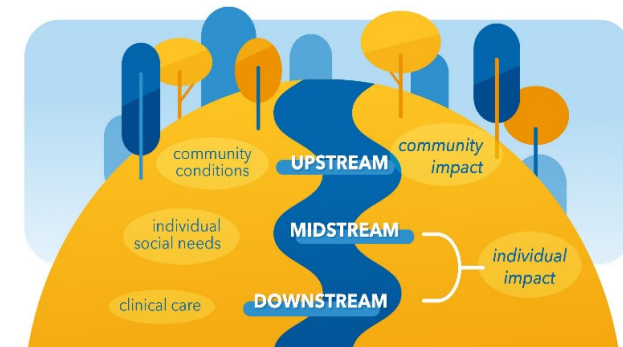 community
conditions
UPSTREAM
community
impact
individual
social needs
MIDSTREAM
individual
impact
clinical care
DOWNSTREAM